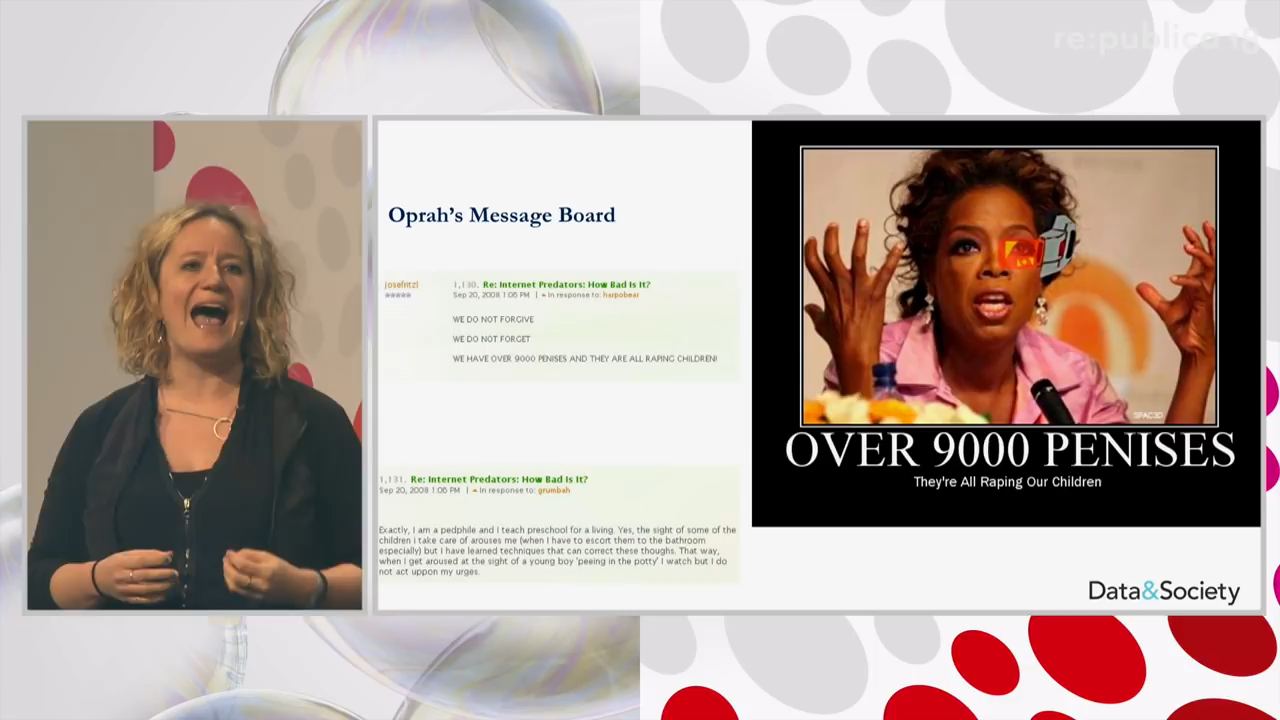 re:publica 18
Oprah's Message Board
josefritzl
1,130. Re: Internet Predators: How Bad Is It?
Sep 20, 2008 1:06 PM | In response to: harpobear
WE DO NOT FORGIVE
WE DO NOT FORGET
WE HAVE OVER 9000 PENISES AND THEY ARE ALL RAPING CHILDREN!
1,131. Re: Internet Predators: How Bad Is It?
Sep 20, 2008 1:06 PM | In response to: grumbah
Exactly, I am a pedphile and i teach preschool for a living. Yes, the sight of some of the
children i take care of arouses me (when I have to escort them to the bathroom
especially) but I have learned techniques that can correct these thoughs. That way,
when I get aroused at the sight of a young boy 'peeing in the potty' I watch but I do
not act uppon my urges.
SPAC3D
OVER 9000 PENISES
They're All Raping Our Children
Data&Society